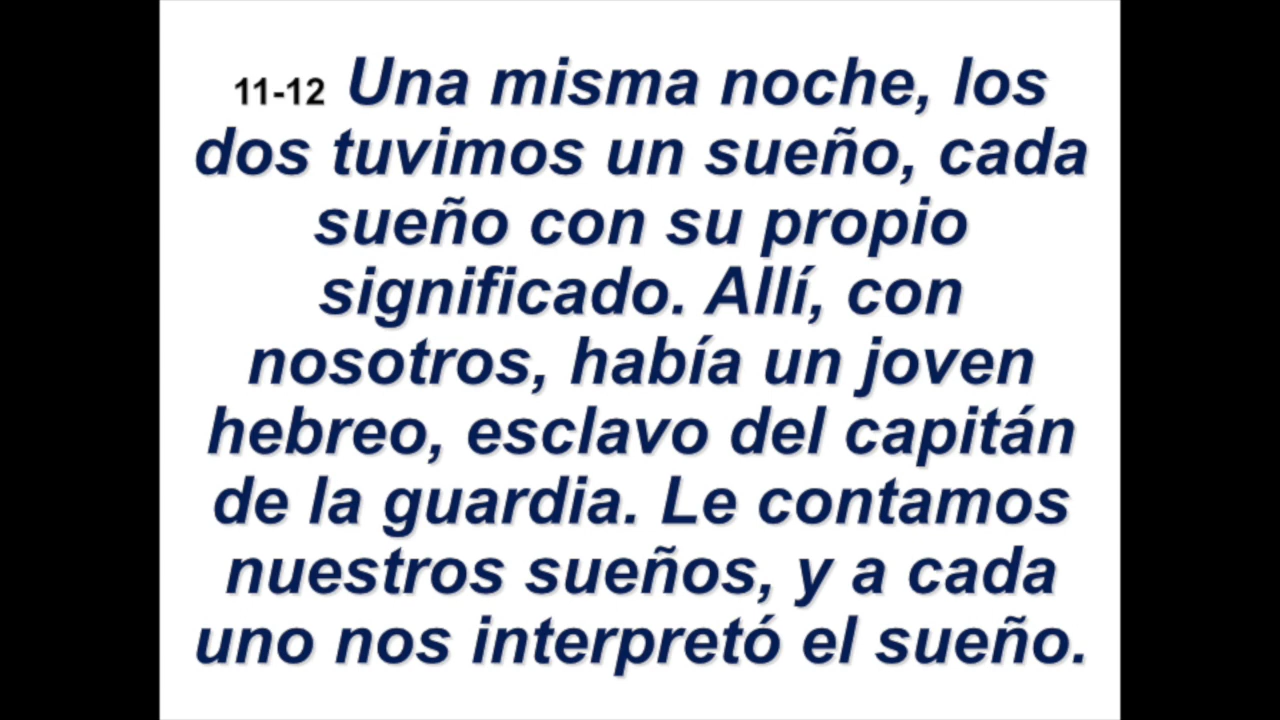 11-12 Una misma noche, los
dos tuvimos un sueño, cada
sueño con su propio
significado. Allí, con
nosotros, había un joven
hebreo, esclavo del capitán
de la guardia. Le contamos
nuestros sueños, y a cada
uno nos interpretó el sueño.